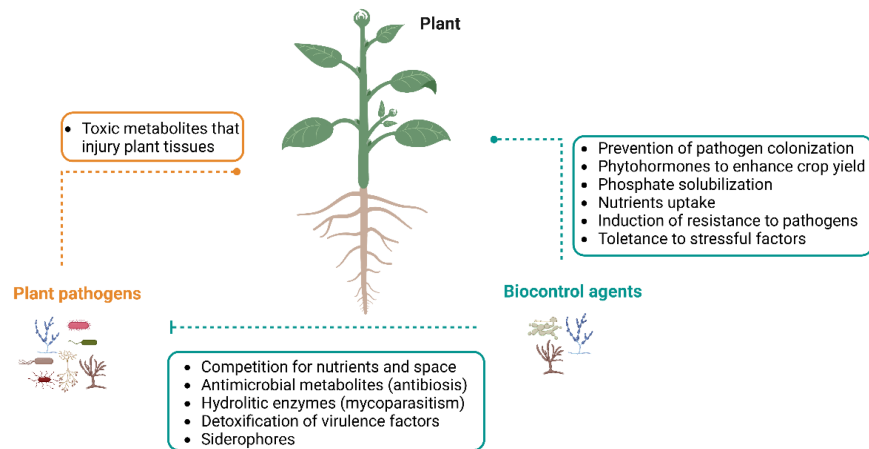 Plant
• Toxic metabolites that
injury plant tissues
• Prevention of pathogen colonization
• Phytohormones to enhance crop yield
• Phosphate solubilization
• Nutrients uptake
• Induction of resistance to pathogens
• Toletance to stressful factors
Plant pathogens
Biocontrol agents
• Competition for nutrients and space
• Antimicrobial metabolites (antibiosis)
• Hydrolitic enzymes (mycoparasitism)
• Detoxification of virulence factors
• Siderophores